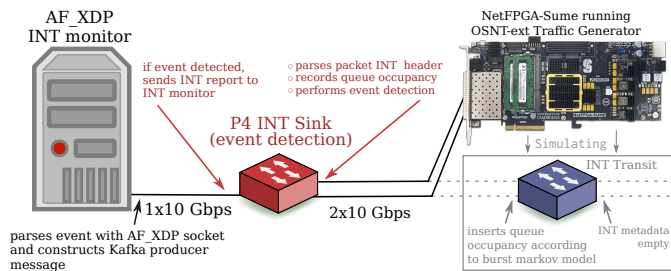 AF_XDP
INT monitor
NetFPGA-Sume running
OSNT-ext Traffic Generator
if event detected,
sends INT report to
INT monitor
◦ parses packet INT header
◦ records queue occupancy
◦ performs event detection
P4 INT Sink
(event detection)
CAMBRIDGE
NetFPGA-SUME
Simulating
INT Transit
1x10 Gbps
2x10 Gbps
parses event with AF_XDP socket
and constructs Kafka producer
message
inserts queue
occupancy according
to burst markov model
INT metadata
empty